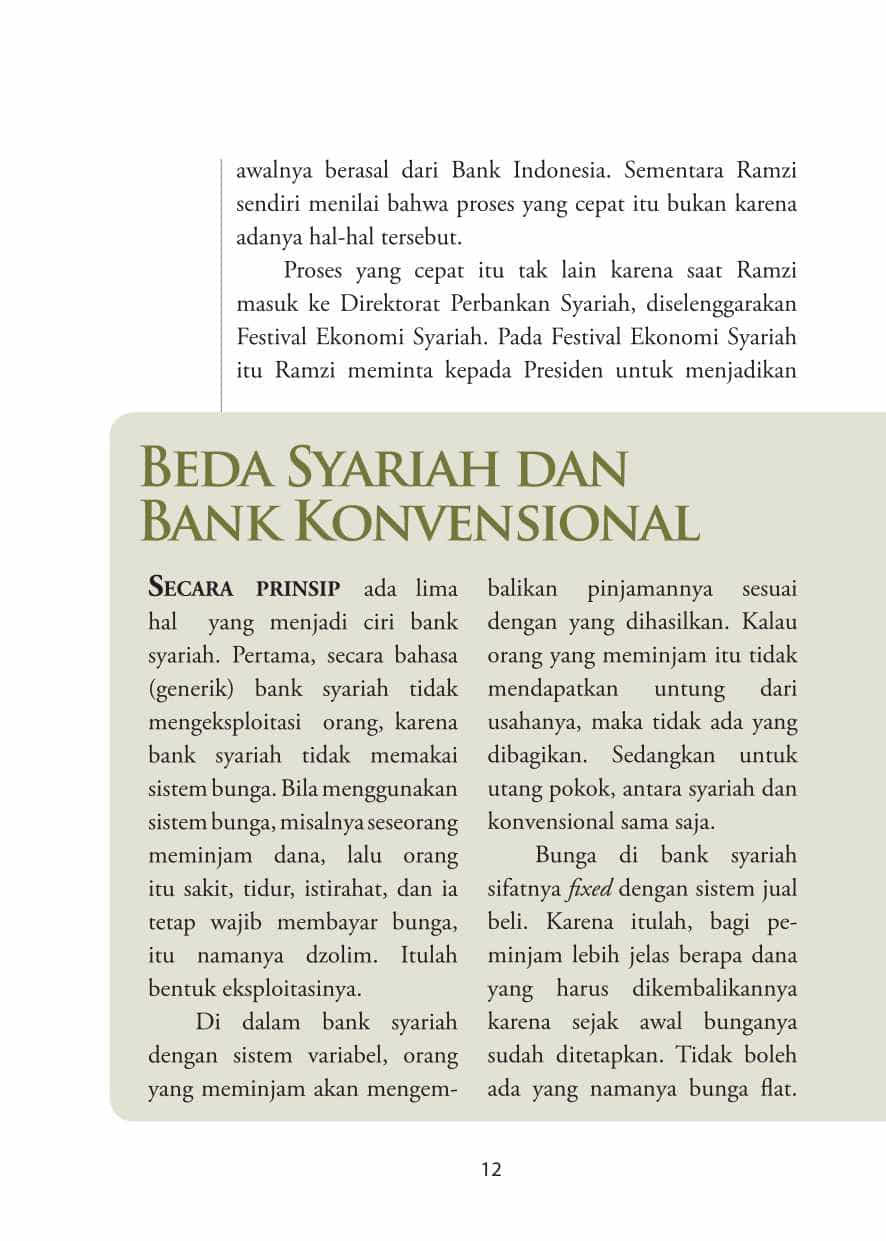 awalnya berasal dari Bank Indonesia. Sementara Ramzi
sendiri menilai bahwa proses yang cepat itu bukan karena
adanya hal-hal tersebut.
Proses yang cepat itu tak lain karena saat Ramzi
masuk ke Direktorat Perbankan Syariah, diselenggarakan
Festival Ekonomi Syariah. Pada Festival Ekonomi Syariah
itu Ramzi meminta kepada Presiden untuk menjadikan
BEDA SYARIAH DAN
BANK KONVENSIONAL
SECARA PRINSIP ada lima
hal yang menjadi ciri bank
syariah. Pertama, secara bahasa
(generik) bank syariah tidak
mengeksploitasi orang, karena
bank syariah tidak memakai
sistem bunga. Bila menggunakan
sistem bunga, misalnya seseorang
meminjam dana, lalu orang
itu sakit, tidur, istirahat, dan ia
tetap wajib membayar bunga,
itu namanya dzolim. Itulah
bentuk eksploitasinya.
Di dalam bank syariah
dengan sistem variabel, orang
yang meminjam akan mengem-
balikan pinjamannya sesuai
dengan yang dihasilkan. Kalau
orang yang meminjam itu tidak
mendapatkan untung dari
usahanya, maka tidak ada yang
dibagikan. Sedangkan untuk
utang pokok, antara syariah dan
konvensional sama saja.
Bunga di bank syariah
sifatnya fixed dengan sistem jual
beli. Karena itulah, bagi pe-
minjam lebih jelas berapa dana
yang harus dikembalikannya
karena sejak awal bunganya
sudah ditetapkan. Tidak boleh
ada yang namanya bunga flat.
12